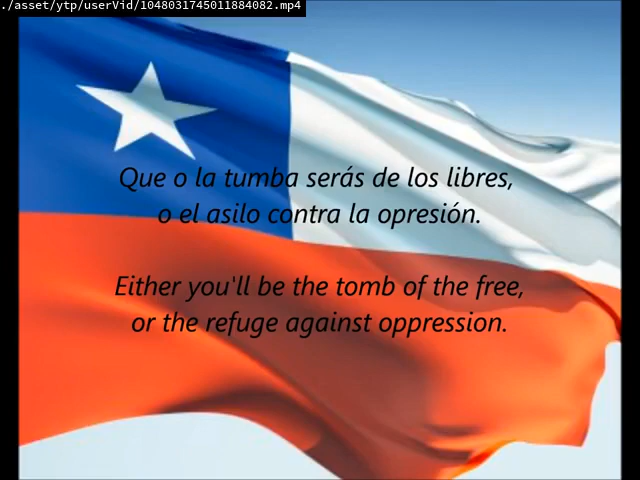 ./asset/ytp/userVid/1048031745011884082.mp4
Que o la tumba serás de los libres,
o el asilo contra la opresión.
Either you'll be the tomb of the free,
or the refuge against oppression.